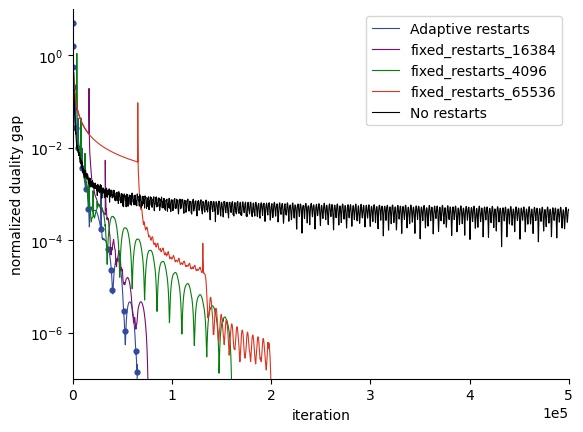 Adaptive restarts
fixed_restarts_16384
fixed_restarts_4096
fixed_restarts_65536
No restarts
normalized duality gap
10^0
10^−2
10^−4
10^−6
0 1 2 3 4 5
iteration
1e5